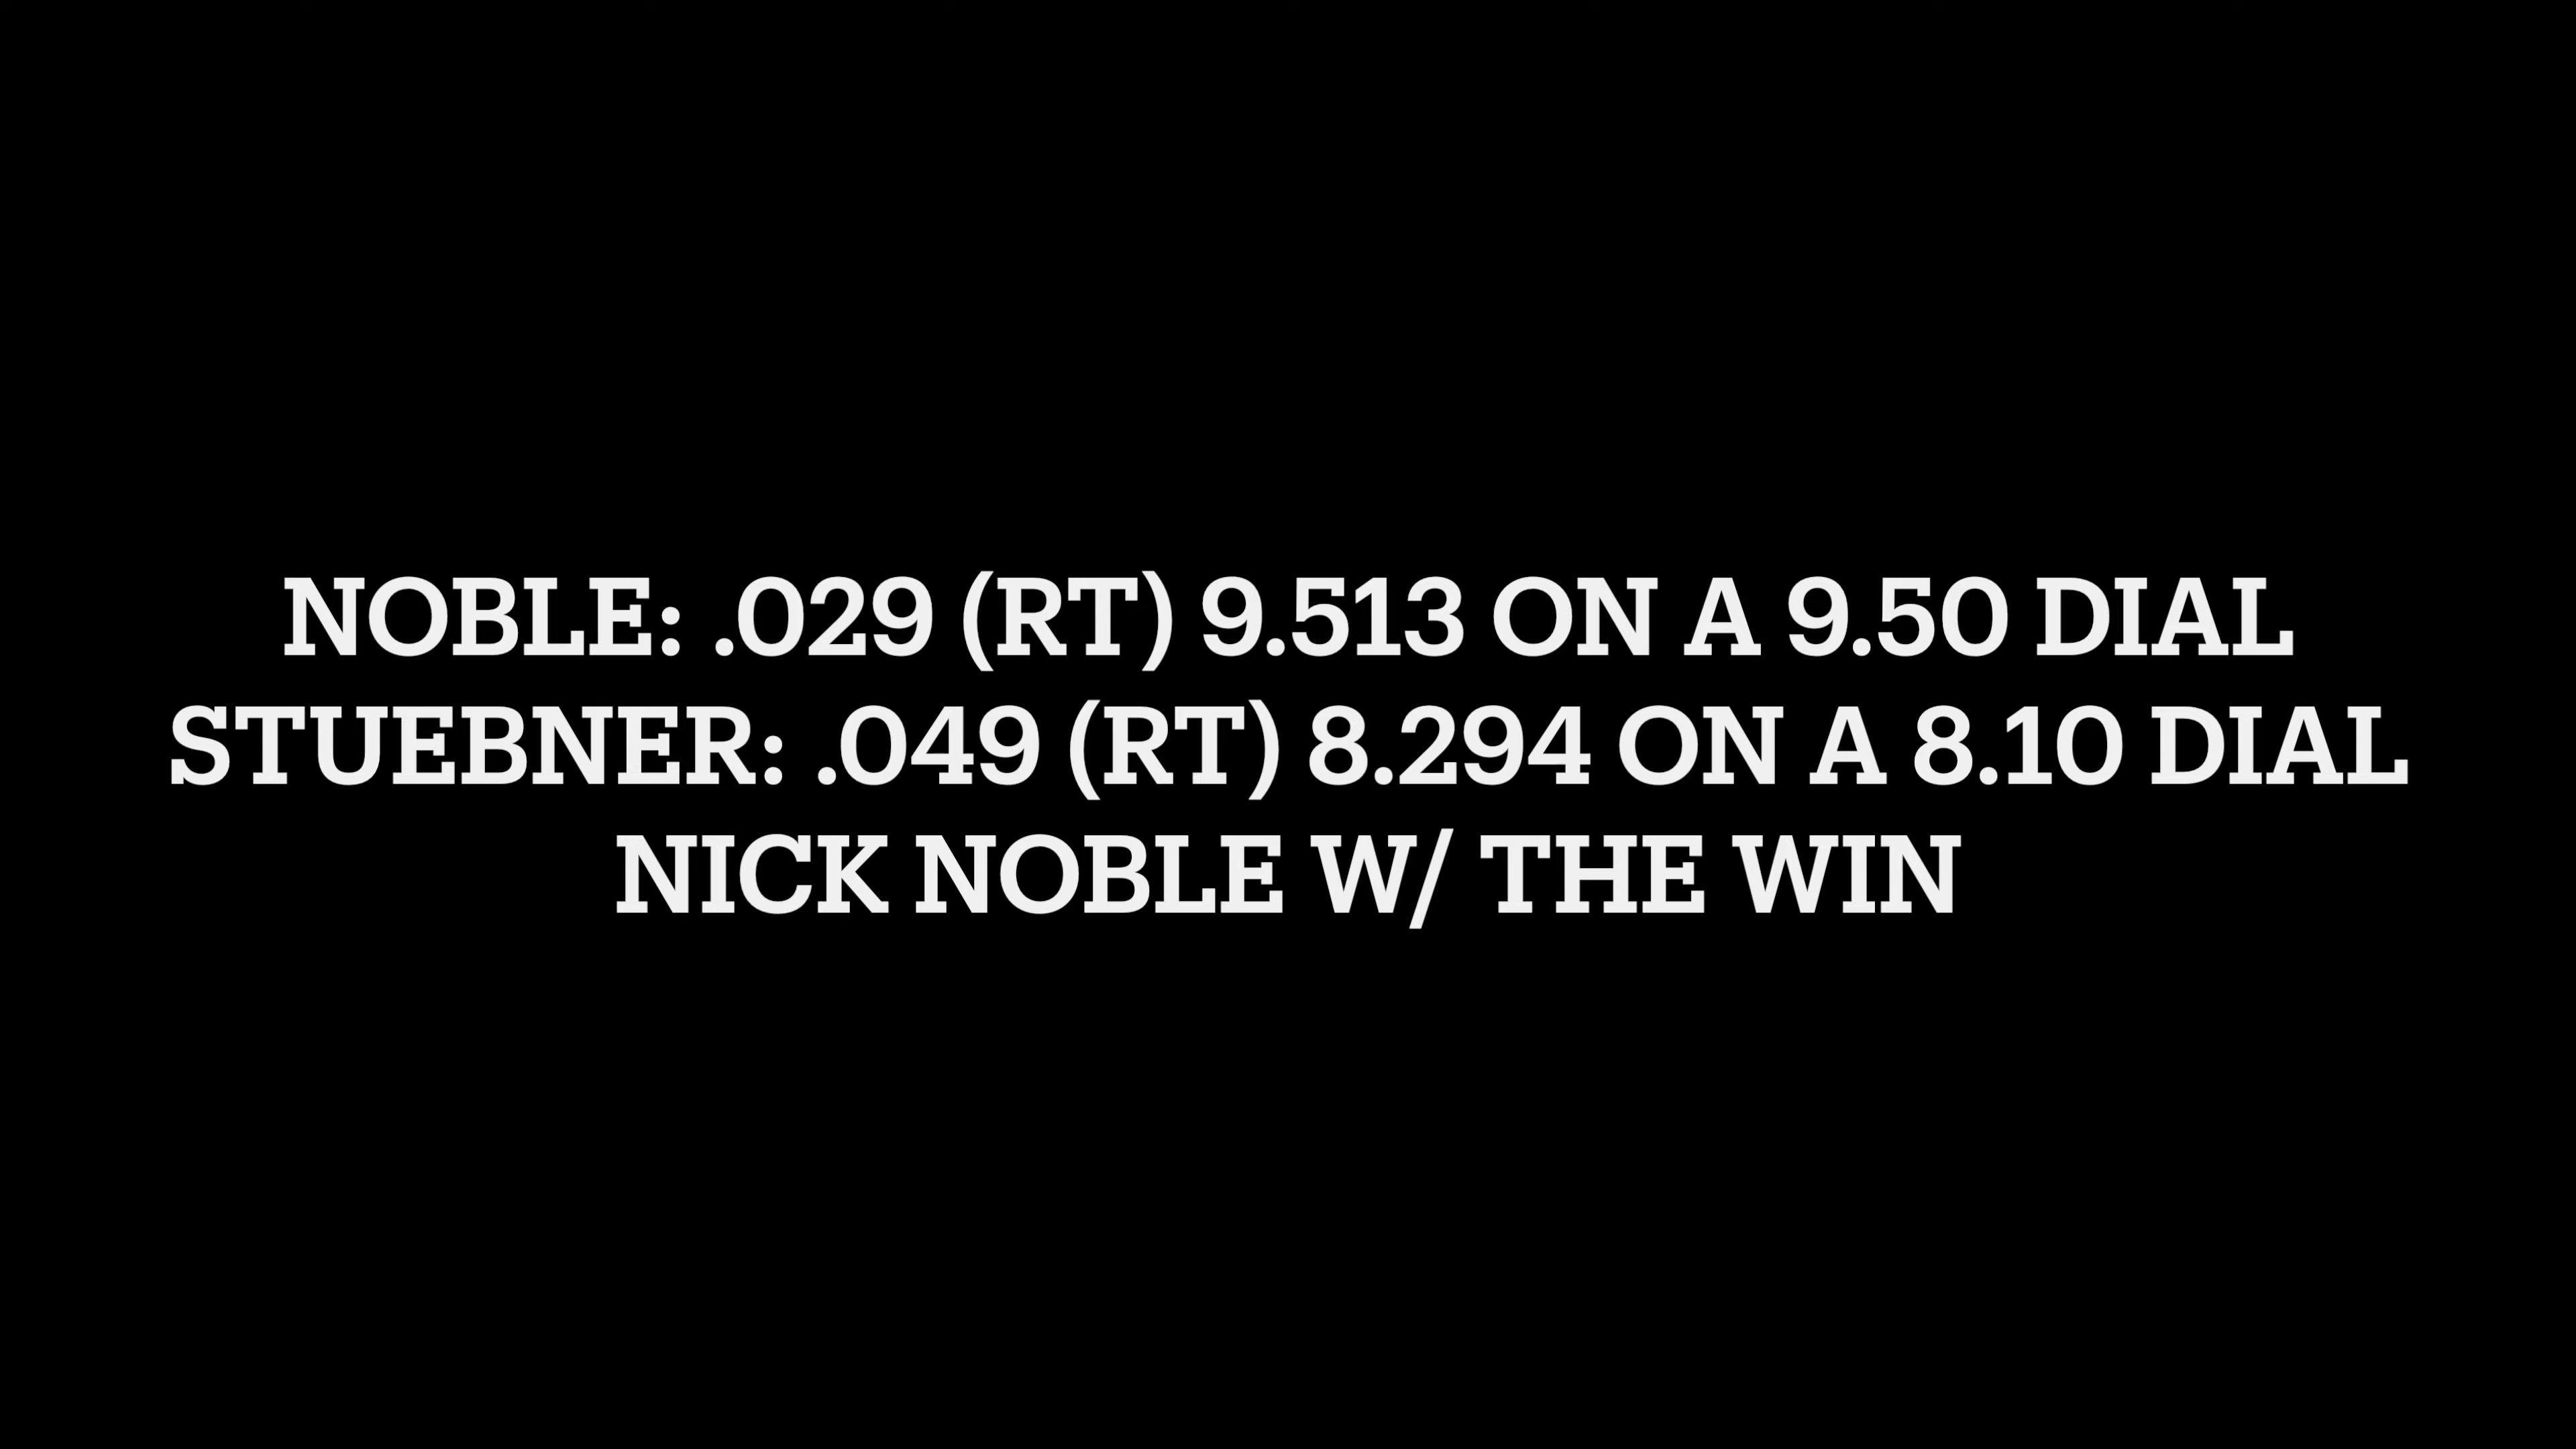 NOBLE: .029 (RT) 9.513 ON A 9.50 DIAL
STUEBNER: .049 (RT) 8.294 ON A 8.10 DIAL
NICK NOBLE W/ THE WIN